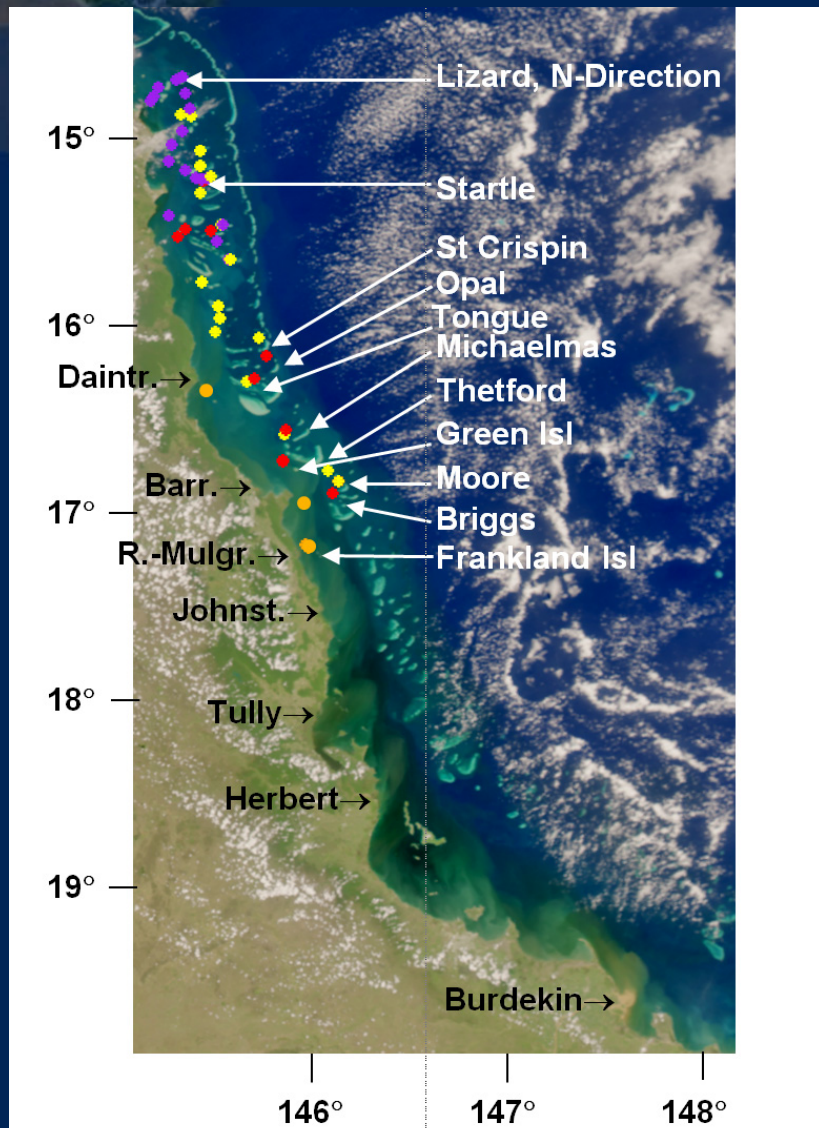 Lizard, N-Direction
15°
Startle
St Crispin
Opal
16°
Tongue
Michaelmas
Daintr.→
Thetford
Green Isl
Moore
Barr.→
17°
Briggs
R.-Mulgr.→
Frankland Isl
Johnst.→
18°
Tully→
Herbert→
19°
Burdekin→
146°
147°
148°